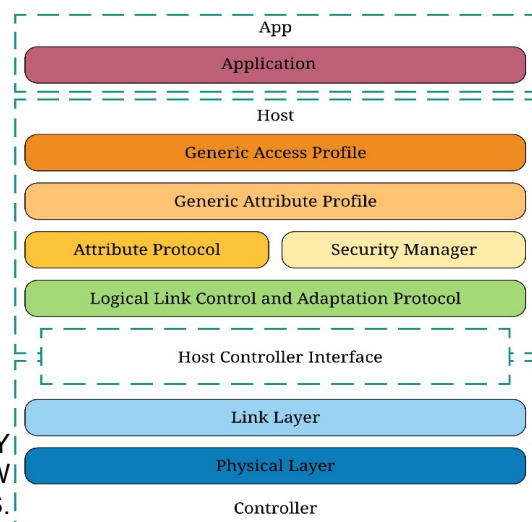 App
Application
Host
Generic Access Profile
Generic Attribute Profile
Attribute Protocol
Security Manager
Logical Link Control and Adaptation Protocol
Host Controller Interface
Link Layer
Physical Layer
Controller
Y
W
S.